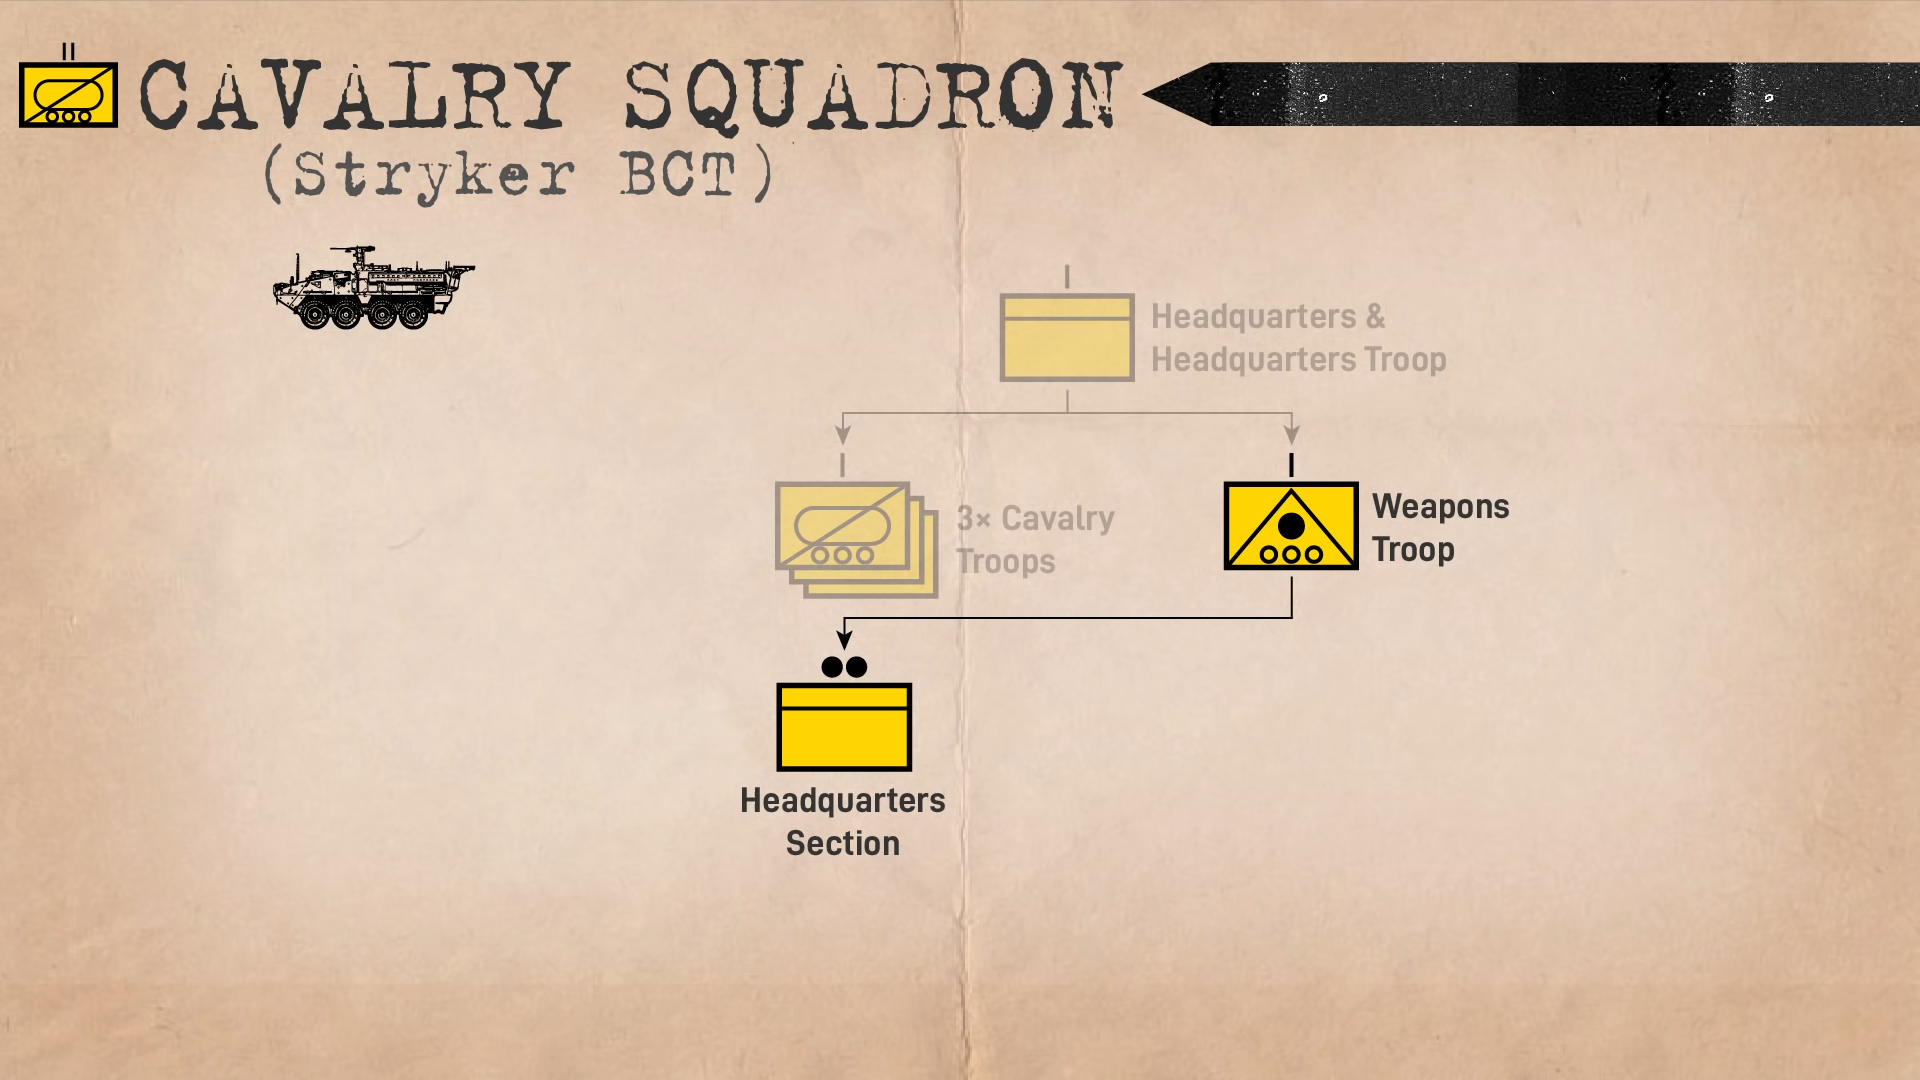 CAVALRY SQUADRON
(Stryker BCT)
Headquarters &
Headquarters Troop
3× Cavalry
Troops
Weapons
Troop
Headquarters
Section